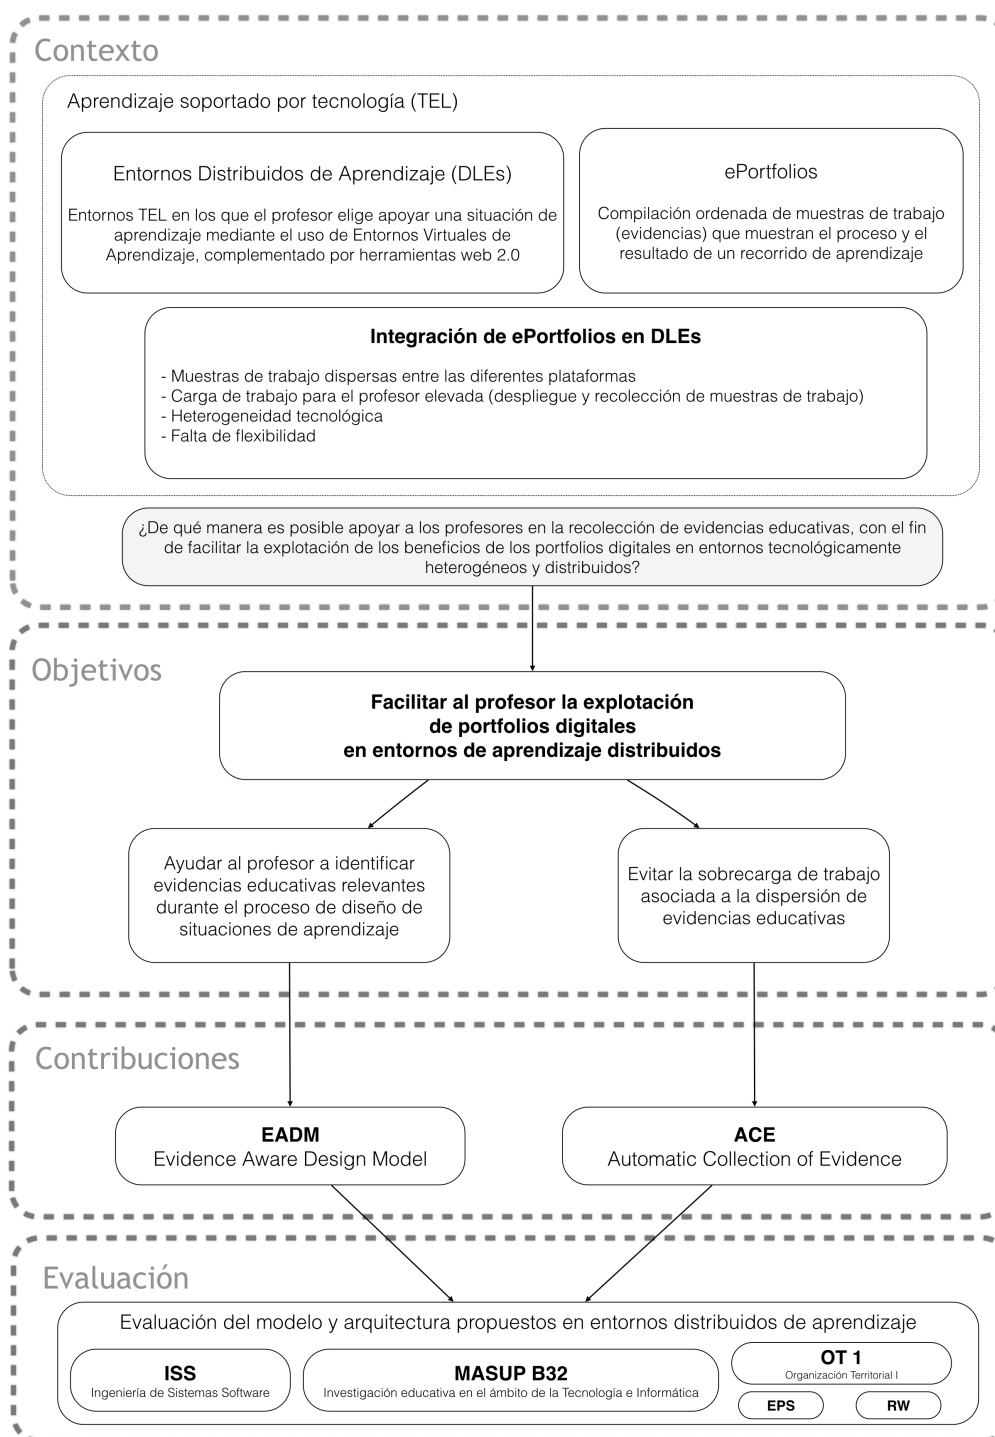 Contexto
Aprendizaje soportado por tecnología (TEL)
Entornos Distribuidos de Aprendizaje (DLEs)
Entornos TEL en los que el profesor elige apoyar una situación de
aprendizaje mediante el uso de Entornos Virtuales de
Aprendizaje, complementado por herramientas web 2.0
ePortfolios
Compilación ordenada de muestras de trabajo
(evidencias) que muestran el proceso y el
resultado de un recorrido de aprendizaje
Integración de ePortfolios en DLEs
- Muestras de trabajo dispersas entre las diferentes plataformas
- Carga de trabajo para el profesor elevada (despliegue y recolección de muestras de trabajo)
- Heterogeneidad tecnológica
- Falta de flexibilidad
¿De qué manera es posible apoyar a los profesores en la recolección de evidencias educativas, con el fin
de facilitar la explotación de los beneficios de los portfolios digitales en entornos tecnológicamente
heterogéneos y distribuidos?
Objetivos
Facilitar al profesor la explotación
de portfolios digitales
en entornos de aprendizaje distribuidos
Ayudar al profesor a identificar
evidencias educativas relevantes
durante el proceso de diseño de
situaciones de aprendizaje
Evitar la sobrecarga de trabajo
asociada a la dispersión de
evidencias educativas
Contribuciones
EADM
Evidence Aware Design Model
ACE
Automatic Collection of Evidence
Evaluación
Evaluación del modelo y arquitectura propuestos en entornos distribuidos de aprendizaje
ISS
Ingeniería de Sistemas Software
MASUP B32
Investigación educativa en el ámbito de la Tecnología e Informática
OT 1
Organización Territorial I
EPS
RW